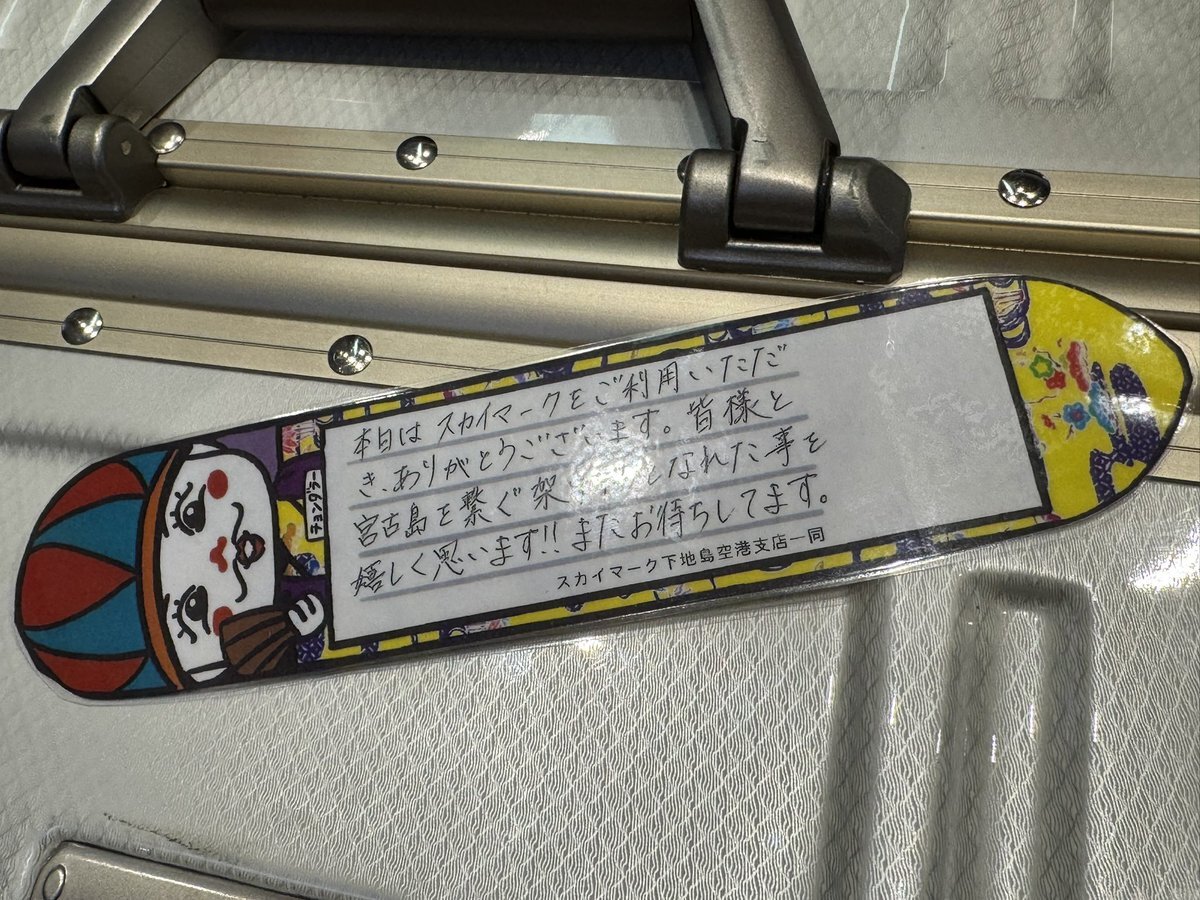 本日は スカイマークをご利用いただ
き、ありがとうございます。皆様と
宮古島を繋ぐ架 となれた事を
嬉しく思います!! またお待ちしてます。
スカイマーク下地島空港支店一同
チョンダラー